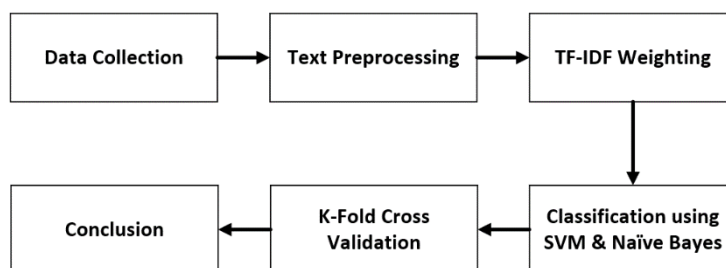 Data Collection
Text Preprocessing
TF-IDF Weighting
Classification using
SVM & Naïve Bayes
K-Fold Cross
Validation
Conclusion